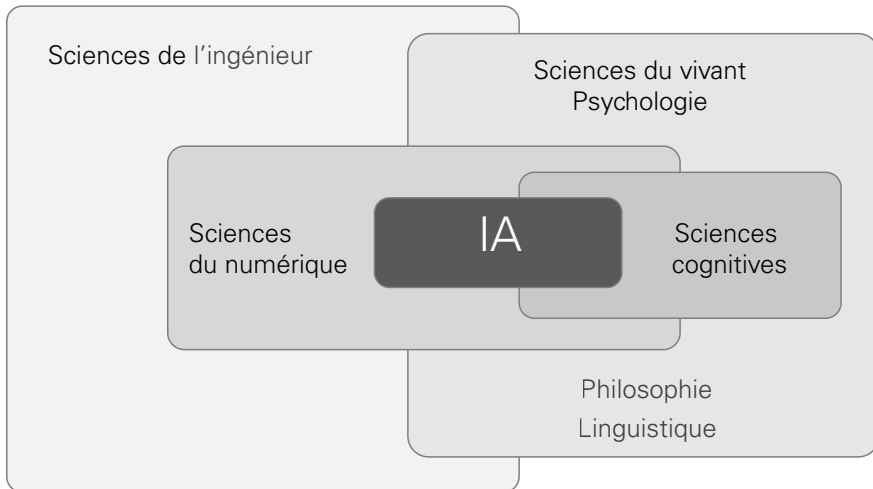 Sciences de l’ingénieur
Sciences du vivant
Psychologie
Sciences
du numérique
IA
Sciences
cognitives
Philosophie
Linguistique